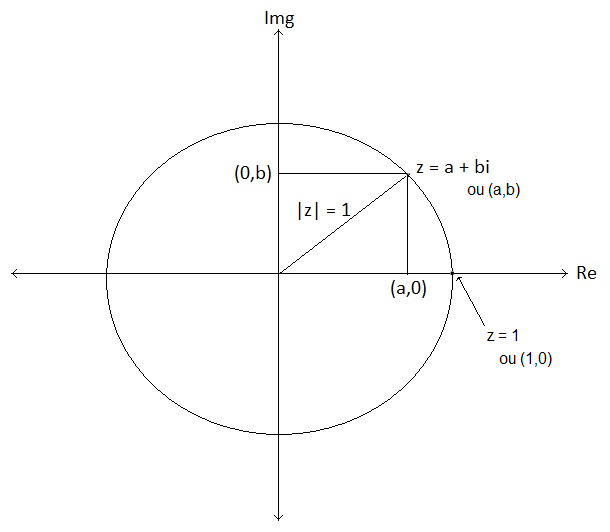 Img
z = a + bi
ou (a,b)
(0,b)
|z| = 1
Re
(a,0)
z = 1
ou (1,0)